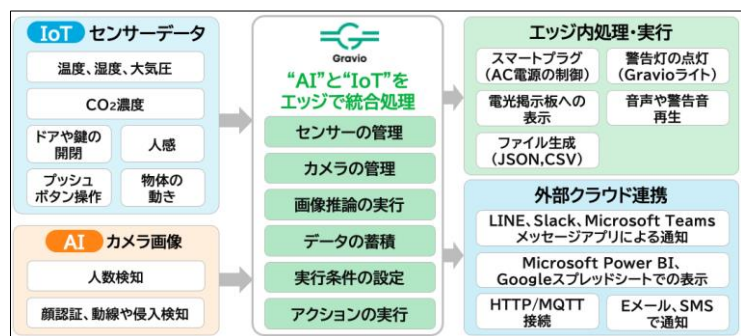 IoT センサーデータ
温度、湿度、大気圧
CO2濃度
ドアや鍵の
開閉
人感
プッシュ
ボタン操作
物体の
動き
AI カメラ画像
人数検知
顔認証、動線や侵入検知
Gravio
“AI”と“IoT”を
エッジで統合処理
センサーの管理
カメラの管理
画像推論の実行
データの蓄積
実行条件の設定
アクションの実行
エッジ内処理・実行
スマートプラグ
(AC電源の制御)
警告灯の点灯
(Gravioライト)
電光掲示板への
表示
音声や警告音
再生
ファイル生成
(JSON,CSV)
外部クラウド連携
LINE、Slack、Microsoft Teams
メッセージアプリによる通知
Microsoft Power BI、
Googleスプレッドシートでの表示
HTTP/MQTT
接続
Eメール、SMS
で通知